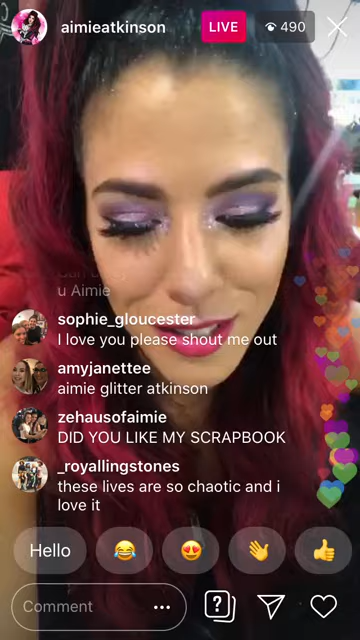 aimieatkinson
LIVE
490
u Aimie
sophie_gloucester
I love you please shout me out
amyjanettee
aimie glitter atkinson
zehausofaimie
DID YOU LIKE MY SCRAPBOOK
_royallingstones
these lives are so chaotic and i
love it
Hello
Comment